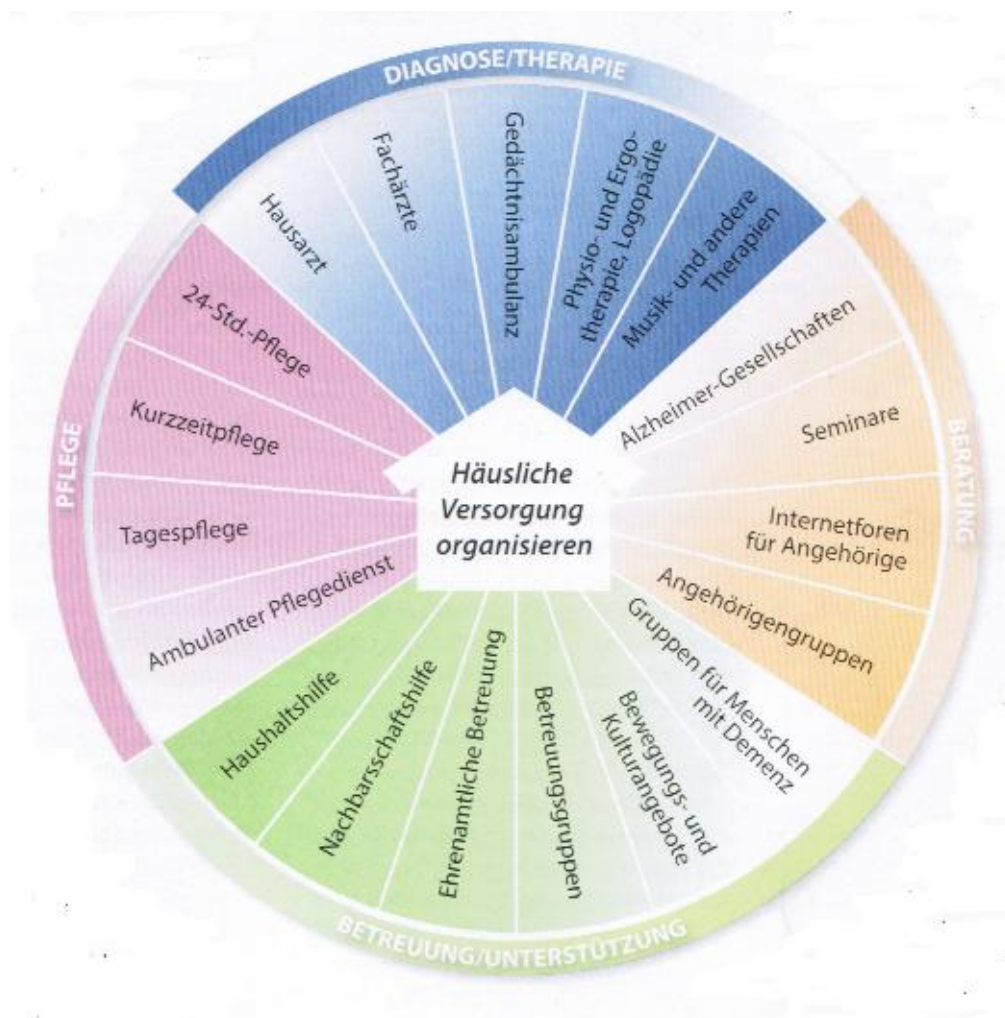 DIAGNOSE/THERAPIE
Hausarzt
Fachärzte
Gedächtnisambulanz
Physio- und Ergo-
therapie, Logopädie
Musik- und andere
Therapien
BERATUNG
Alzheimer-Gesellschaften
Seminare
Internetforen
für Angehörige
Angehörigengruppen
BETREUUNG/UNTERSTÜTZUNG
Gruppen für Menschen
mit Demenz
Bewegungs- und
Kulturangebote
Betreuungsgruppen
Ehrenamtliche Betreuung
Nachbarsschaftshilfe
Haushaltshilfe
PFLEGE
Ambulanter Pflegedienst
Tagespflege
Kurzzeitpflege
24-Std.-Pflege
Häusliche
Versorgung
organisieren